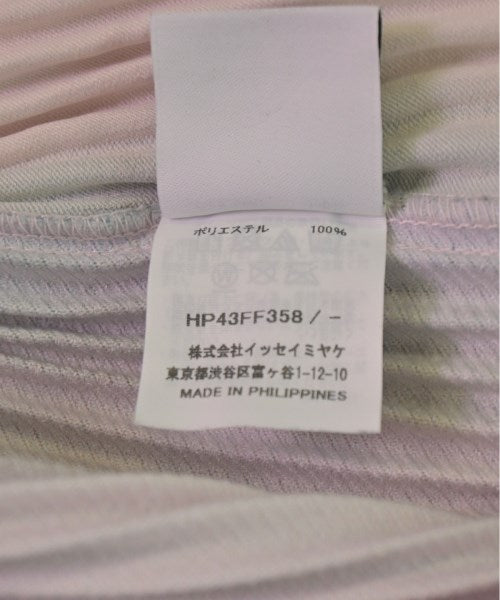 ポリエステル 100%
HP43FF358 / -
株式会社イッセイミヤケ
東京都渋谷区富ヶ谷1-12-10
MADE IN PHILIPPINES